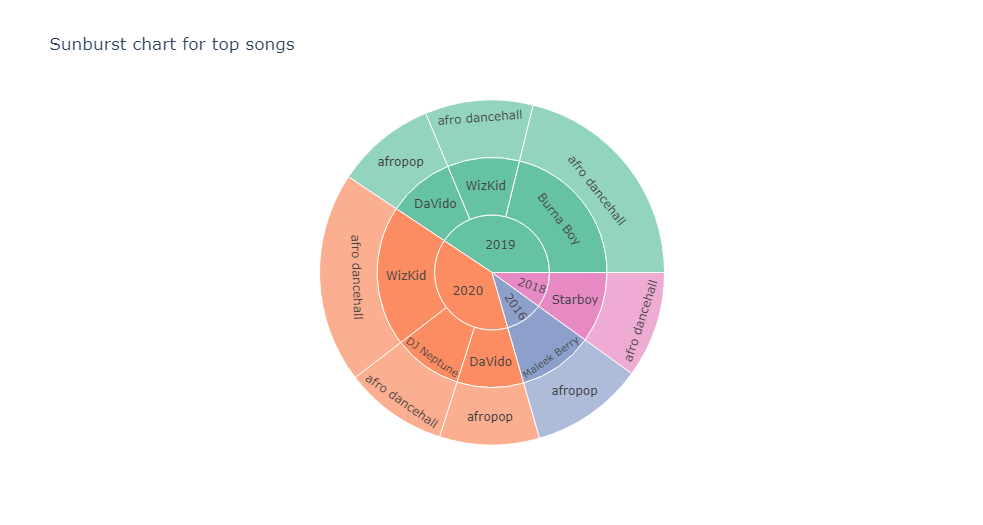 Sunburst chart for top songs
afro dancehall
afro dancehall
afropop
afro dancehall
WizKid
DaVido
Burna Boy
2019
WizKid
2020
2018
2016
Starboy
afro dancehall
DJ Neptune
DaVido
Maleek Berry
afro dancehall
afropop
afropop